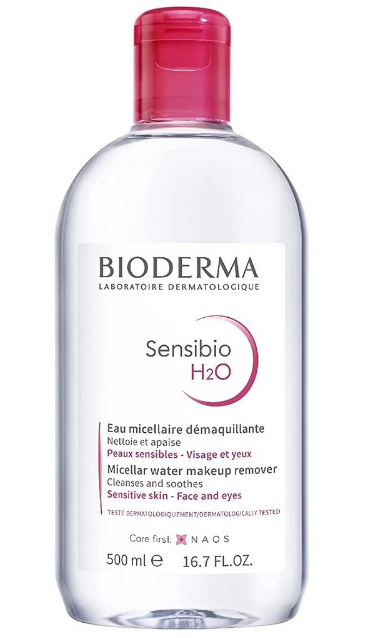 BIODERMA
LABORATOIRE DERMATOLOGIQUE
Sensibio
H2O
Eau micellaire démaquillante
Nettoie et apaise
Peaux sensibles - Visage et yeux
Micellar water makeup remover
Cleanses and soothes
Sensitive skin - Face and eyes
TESTÉ DERMATOLOGIQUEMENT/DERMATOLOGICALLY TESTED
Care first. NAOS
500 ml ℮ 16.7 FL.OZ.